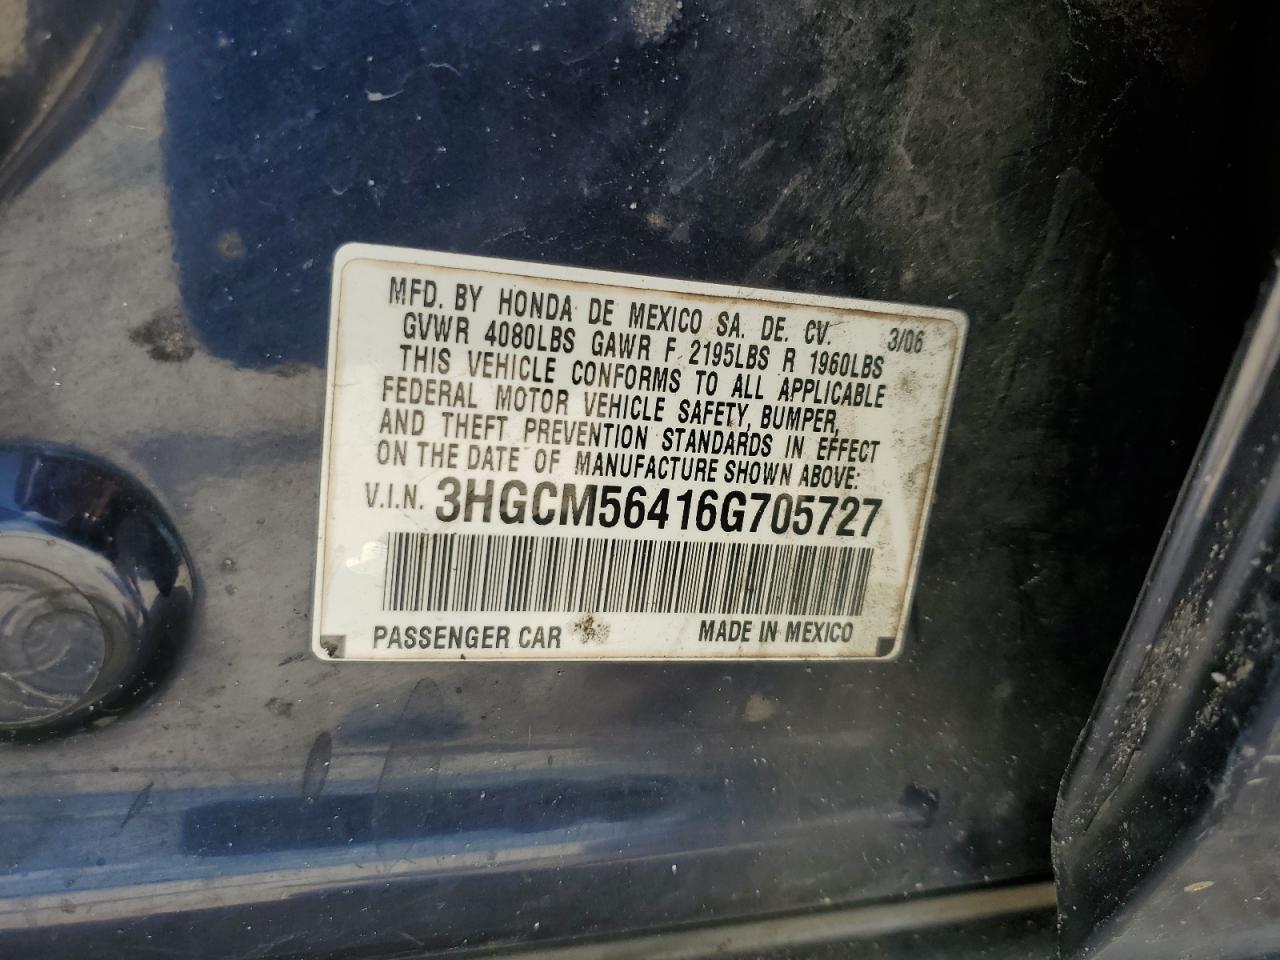 MFD. BY HONDA DE MEXICO SA. DE. CV. 3/06
GVWR 4080LBS GAWR F 2195LBS R 1960LBS
THIS VEHICLE CONFORMS TO ALL APPLICABLE
FEDERAL MOTOR VEHICLE SAFETY, BUMPER,
AND THEFT PREVENTION STANDARDS IN EFFECT
ON THE DATE OF MANUFACTURE SHOWN ABOVE:
V.I.N. 3HGCM56416G705727
PASSENGER CAR MADE IN MEXICO